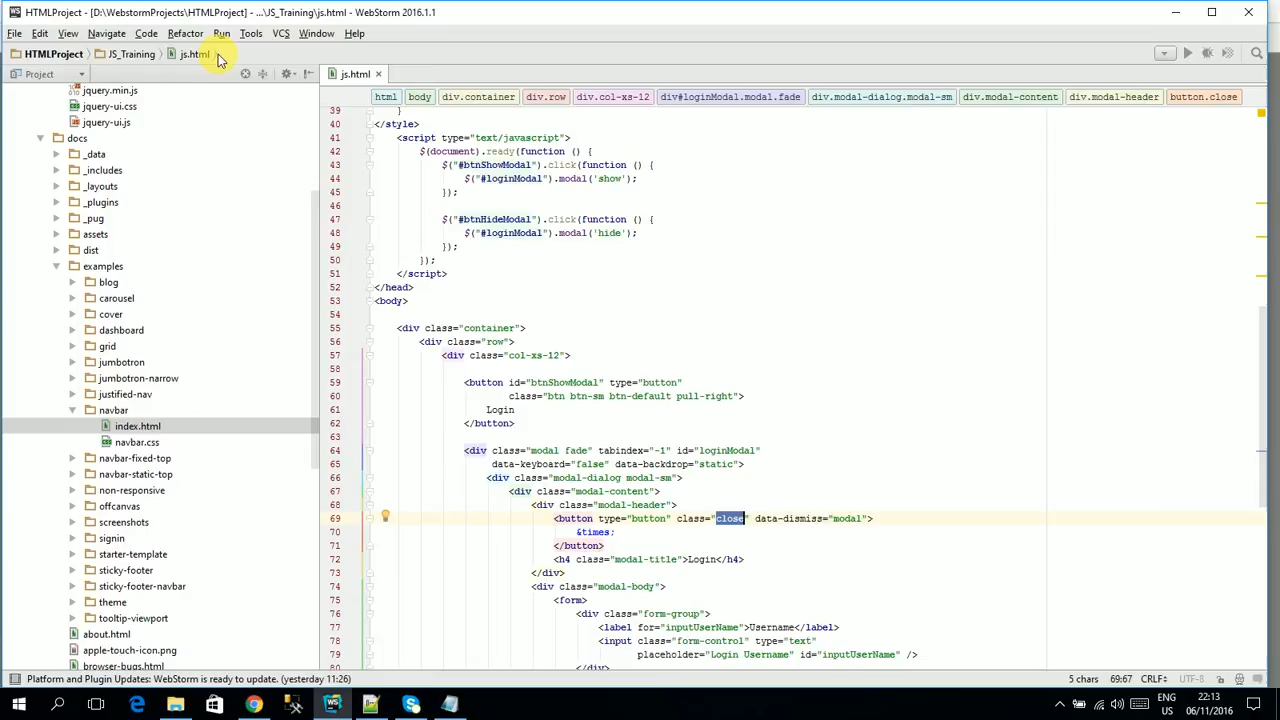 HTMLProject - [D:\WebstormProjects\HTMLProject] - ...\JS_Training\js.html - WebStorm 2016.1.1
File Edit View Navigate Code Refactor Run Tools VCS Window Help
HTMLProject JS_Training js.html
Project
js.html
html body div.container div.row div.col-xs-12 div#loginModal.modal.fade div.modal-dialog.modal-sm div.modal-content div.modal-header button.close
jquery.min.js
jquery-ui.css
jquery-ui.js
docs
_data
_includes
_layouts
_plugins
_pug
assets
dist
examples
blog
carousel
cover
dashboard
grid
jumbotron
jumbotron-narrow
justified-nav
navbar
index.html
navbar.css
navbar-fixed-top
navbar-static-top
non-responsive
offcanvas
screenshots
signin
starter-template
sticky-footer
sticky-footer-navbar
theme
tooltip-viewport
about.html
apple-touch-icon.png
browser-bugs.html
39 }
40 </style>
41 <script type="text/javascript">
42 $(document).ready(function () {
43 $("#btnShowModal").click(function () {
44 $("#loginModal").modal('show');
45 });
46
47 $("#btnHideModal").click(function () {
48 $("#loginModal").modal('hide');
49 });
50 });
51 </script>
52 </head>
53 <body>
54
55 <div class="container">
56 <div class="row">
57 <div class="col-xs-12">
58
59 <button id="btnShowModal" type="button"
60 class="btn btn-sm btn-default pull-right">
61 Login
62 </button>
63
64 <div class="modal fade" tabindex="-1" id="loginModal"
65 data-keyboard="false" data-backdrop="static">
66 <div class="modal-dialog modal-sm">
67 <div class="modal-content">
68 <div class="modal-header">
69 <button type="button" class="close" data-dismiss="modal">
70 &times;
71 </button>
72 <h4 class="modal-title">Login</h4>
73 </div>
74 <div class="modal-body">
75 <form>
76 <div class="form-group">
77 <label for="inputUserName">Username</label>
78 <input class="form-control" type="text"
79 placeholder="Login Username" id="inputUserName" />
80 </div>
Platform and Plugin Updates: WebStorm is ready to update. (yesterday 11:26)
5 chars 69:67 CRLF UTF-8
ENG 22:13
US 06/11/2016